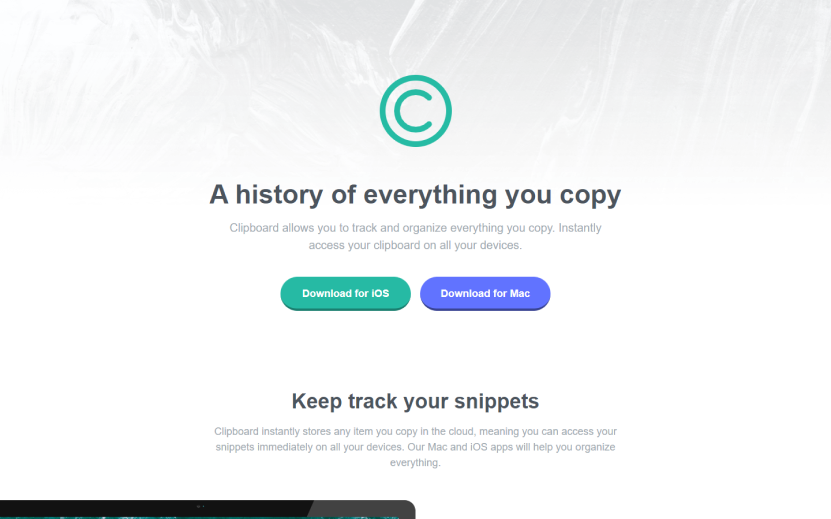 A history of everything you copy
Clipboard allows you to track and organize everything you copy. Instantly
access your clipboard on all your devices.
Download for iOS
Download for Mac
Keep track your snippets
Clipboard instantly stores any item you copy in the cloud, meaning you can access your
snippets immediately on all your devices. Our Mac and iOS apps will help you organize
everything.